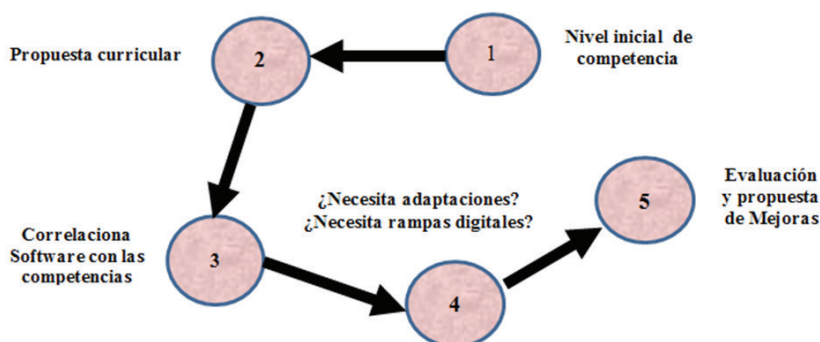 1
Nivel inicial de
competencia
2
Propuesta curricular
3
Correlaciona
Software con las
competencias
¿Necesita adaptaciones?
¿Necesita rampas digitales?
4
5
Evaluación
y propuesta
de Mejoras